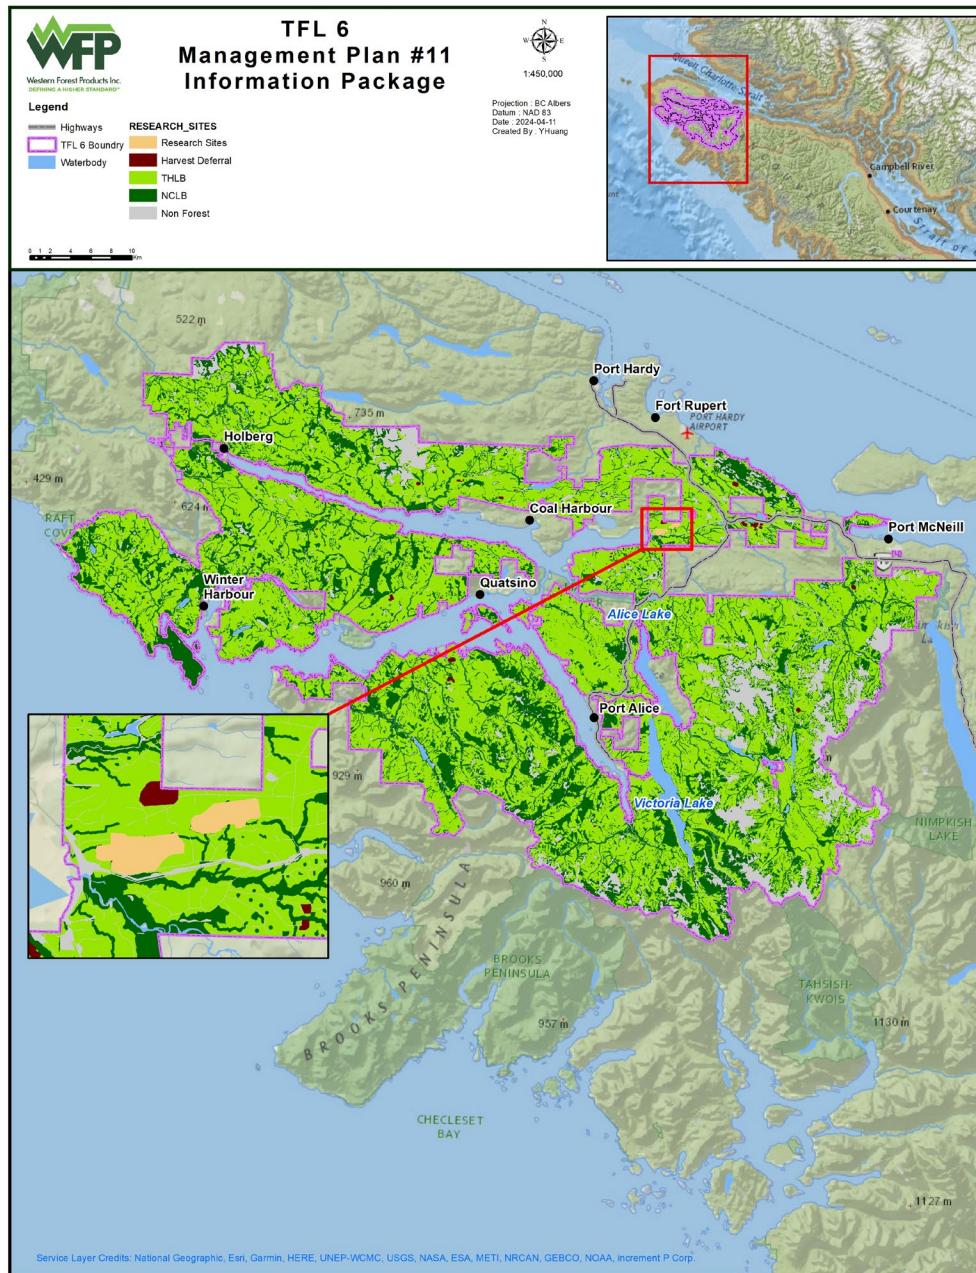 WFP
Western Forest Products Inc.
DEFINING A HIGHER STANDARD™
TFL 6
Management Plan #11
Information Package
N
W
E
S
1:450,000
Projection : BC Albers
Datum : NAD 83
Date : 2024-04-11
Created By : YHuang
Legend
Highways
TFL 6 Boundry
Waterbody
RESEARCH_SITES
Research Sites
Harvest Deferral
THLB
NCLB
Non Forest
0 1 2 4 6 8 10
Km
Queen Charlotte Strait
Campbell River
Courtenay
Strait of
522 m
Port Hardy
735 m
Fort Rupert
PORT HARDY
AIRPORT
Holberg
429 m
624
RAFT
COVE
Coal Harbour
Port McNeill
Winter
Harbour
Quatsino
Alice Lake
Port Alice
929 m
Victoria Lake
NIMPKISH
LAKE
960 m
BROOKS PENINSULA
BROOKS
PENINSULA
TAHSISH-
KWOIS
957 m
1130 m
CHECLESET
BAY
1127 m
Service Layer Credits: National Geographic, Esri, Garmin, HERE, UNEP-WCMC, USGS, NASA, ESA, METI, NRCAN, GEBCO, NOAA, increment P Corp.